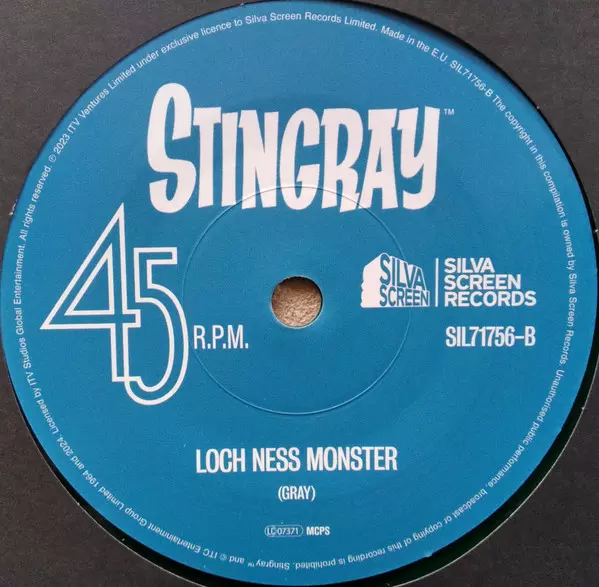 STINGRAY™
45 R.P.M.
SILVA
SCREEN
SILVA
SCREEN
RECORDS
SIL71756-B
LOCH NESS MONSTER
(GRAY)
LC 07371 MCPS
Stingray™ and © ITC Entertainment Group Limited 1964 and 2024. Licensed by ITV Studios Global Entertainment. All rights reserved. ℗ 2023 ITV Ventures Limited under exclusive licence to Silva Screen Records Limited. Made in the E.U. SIL71756-B The copyright in this compilation is owned by Silva Screen Records. Unauthorised public performance, broadcast or copying of this recording is prohibited.